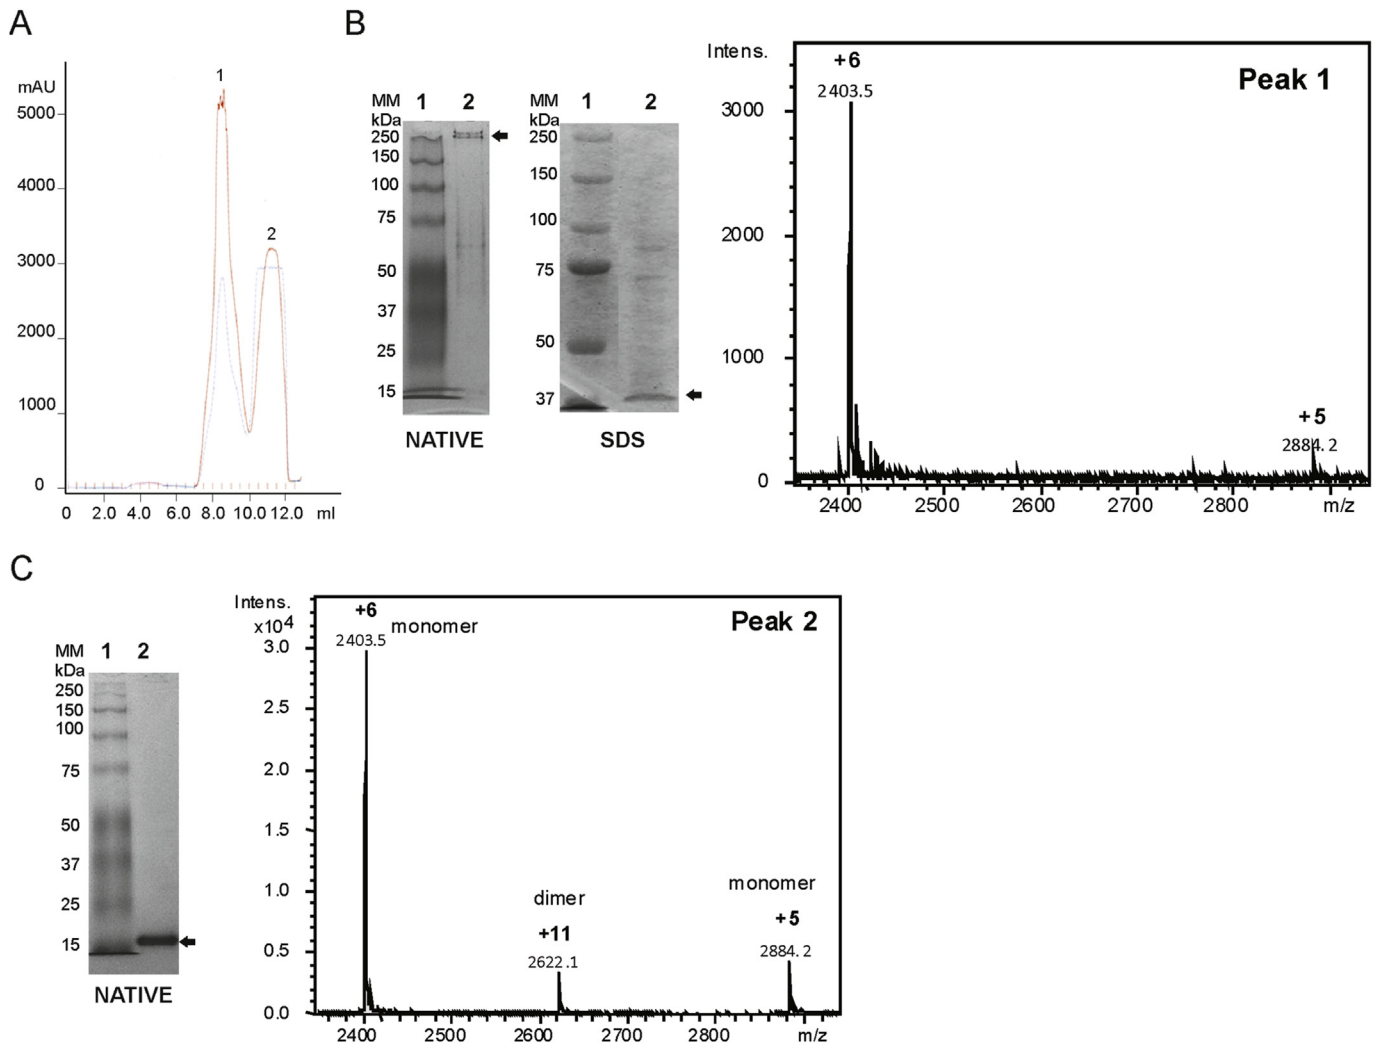 A
mAU
5000
4000
3000
2000
1000
0
1
2
0 2.0 4.0 6.0 8.0 10.0 12.0 ml
B
MM 1 2
kDa
250
150
100
75
50
37
25
15
NATIVE
MM 1 2
kDa
250
150
100
75
50
37
SDS
Intens.
3000
2000
1000
0
Peak 1
+6
2403.5
+5
2884.2
2400 2500 2600 2700 2800 m/z
C
MM 1 2
kDa
250
150
100
75
50
37
25
15
NATIVE
Intens.
x10⁴
3.0
2.5
2.0
1.5
1.0
0.5
0.0
Peak 2
+6
monomer
2403.5
dimer
+11
2622.1
monomer
+5
2884.2
2400 2500 2600 2700 2800 m/z